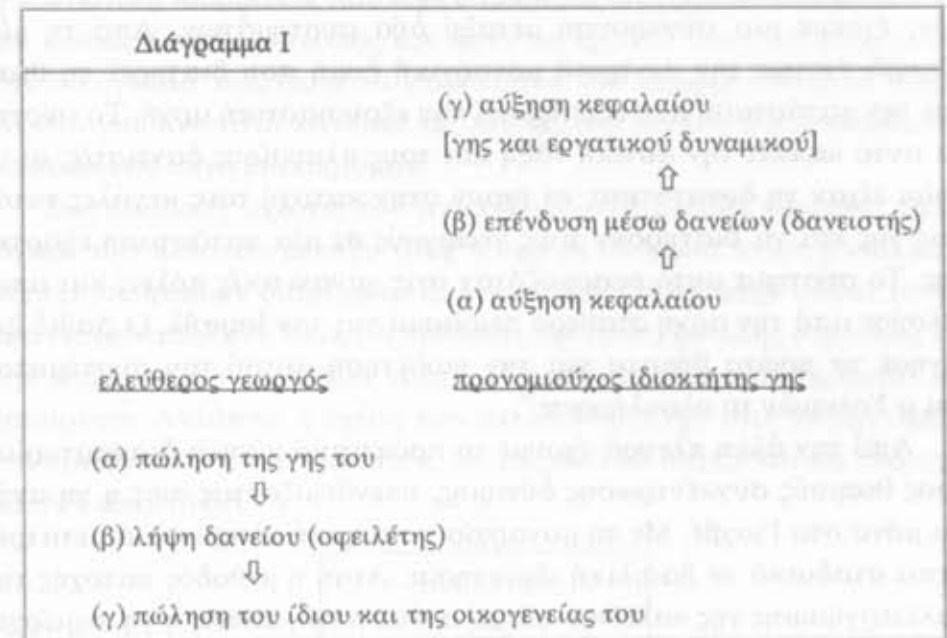 Διάγραμμα Ι
(γ) αύξηση κεφαλαίου
[γης και εργατικού δυναμικού]
⇧
(β) επένδυση μέσω δανείων (δανειστής)
⇧
(α) αύξηση κεφαλαίου
ελεύθερος γεωργός προνομιούχος ιδιοκτήτης γης
(α) πώληση της γης του
⇩
(β) λήψη δανείου (οφειλέτης)
⇩
(γ) πώληση του ίδιου και της οικογενείας του